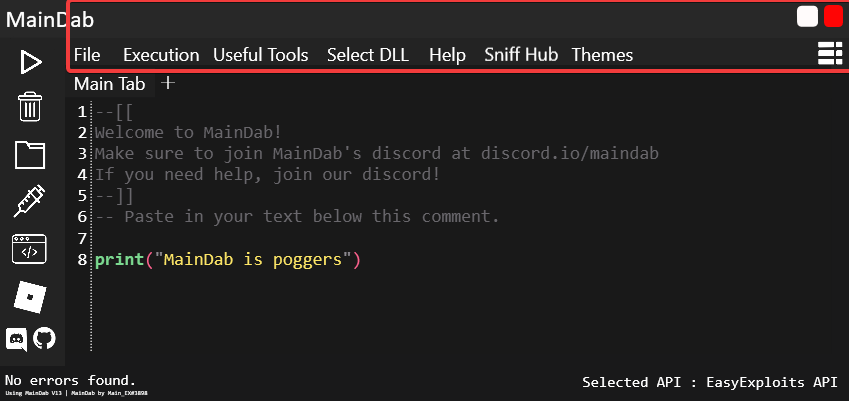 MainDab
File Execution Useful Tools Select DLL Help Sniff Hub Themes
Main Tab +
1 --[[
2 Welcome to MainDab!
3 Make sure to join MainDab's discord at discord.io/maindab
4 If you need help, join our discord!
5 --]]
6 -- Paste in your text below this comment.
7
8 print("MainDab is poggers")
</>
No errors found.
Selected API : EasyExploits API
Using MainDab V13 | MainDab by Main_EX#3898